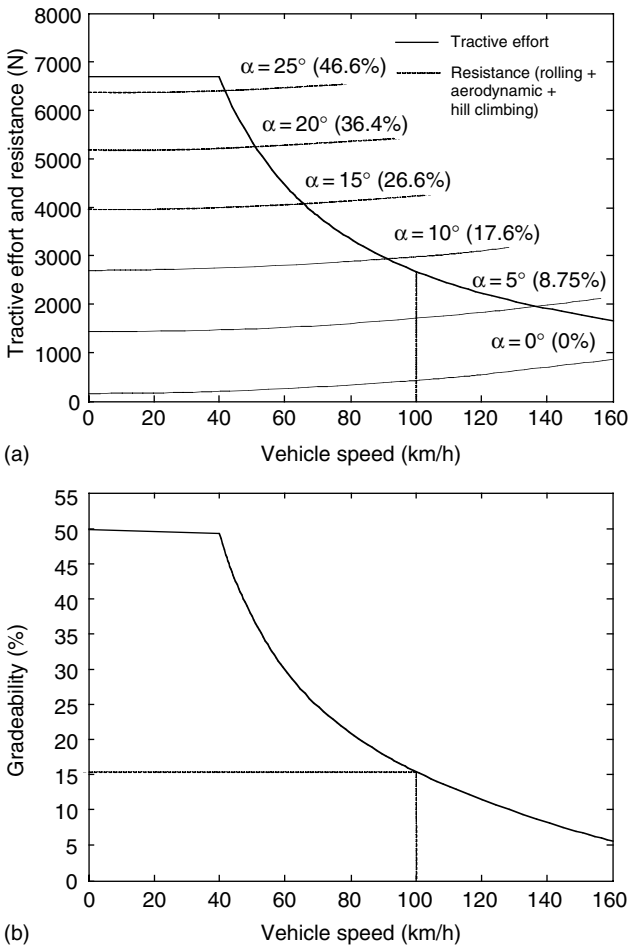 Tractive effort and resistance (N)
8000
7000
6000
5000
4000
3000
2000
1000
0
α = 25° (46.6%)
α = 20° (36.4%)
α = 15° (26.6%)
α = 10° (17.6%)
α = 5° (8.75%)
α = 0° (0%)
Tractive effort
Resistance (rolling +
aerodynamic +
hill climbing)
0 20 40 60 80 100 120 140 160
(a)
Vehicle speed (km/h)
Gradeability (%)
55
50
45
40
35
30
25
20
15
10
5
0
0 20 40 60 80 100 120 140 160
(b)
Vehicle speed (km/h)